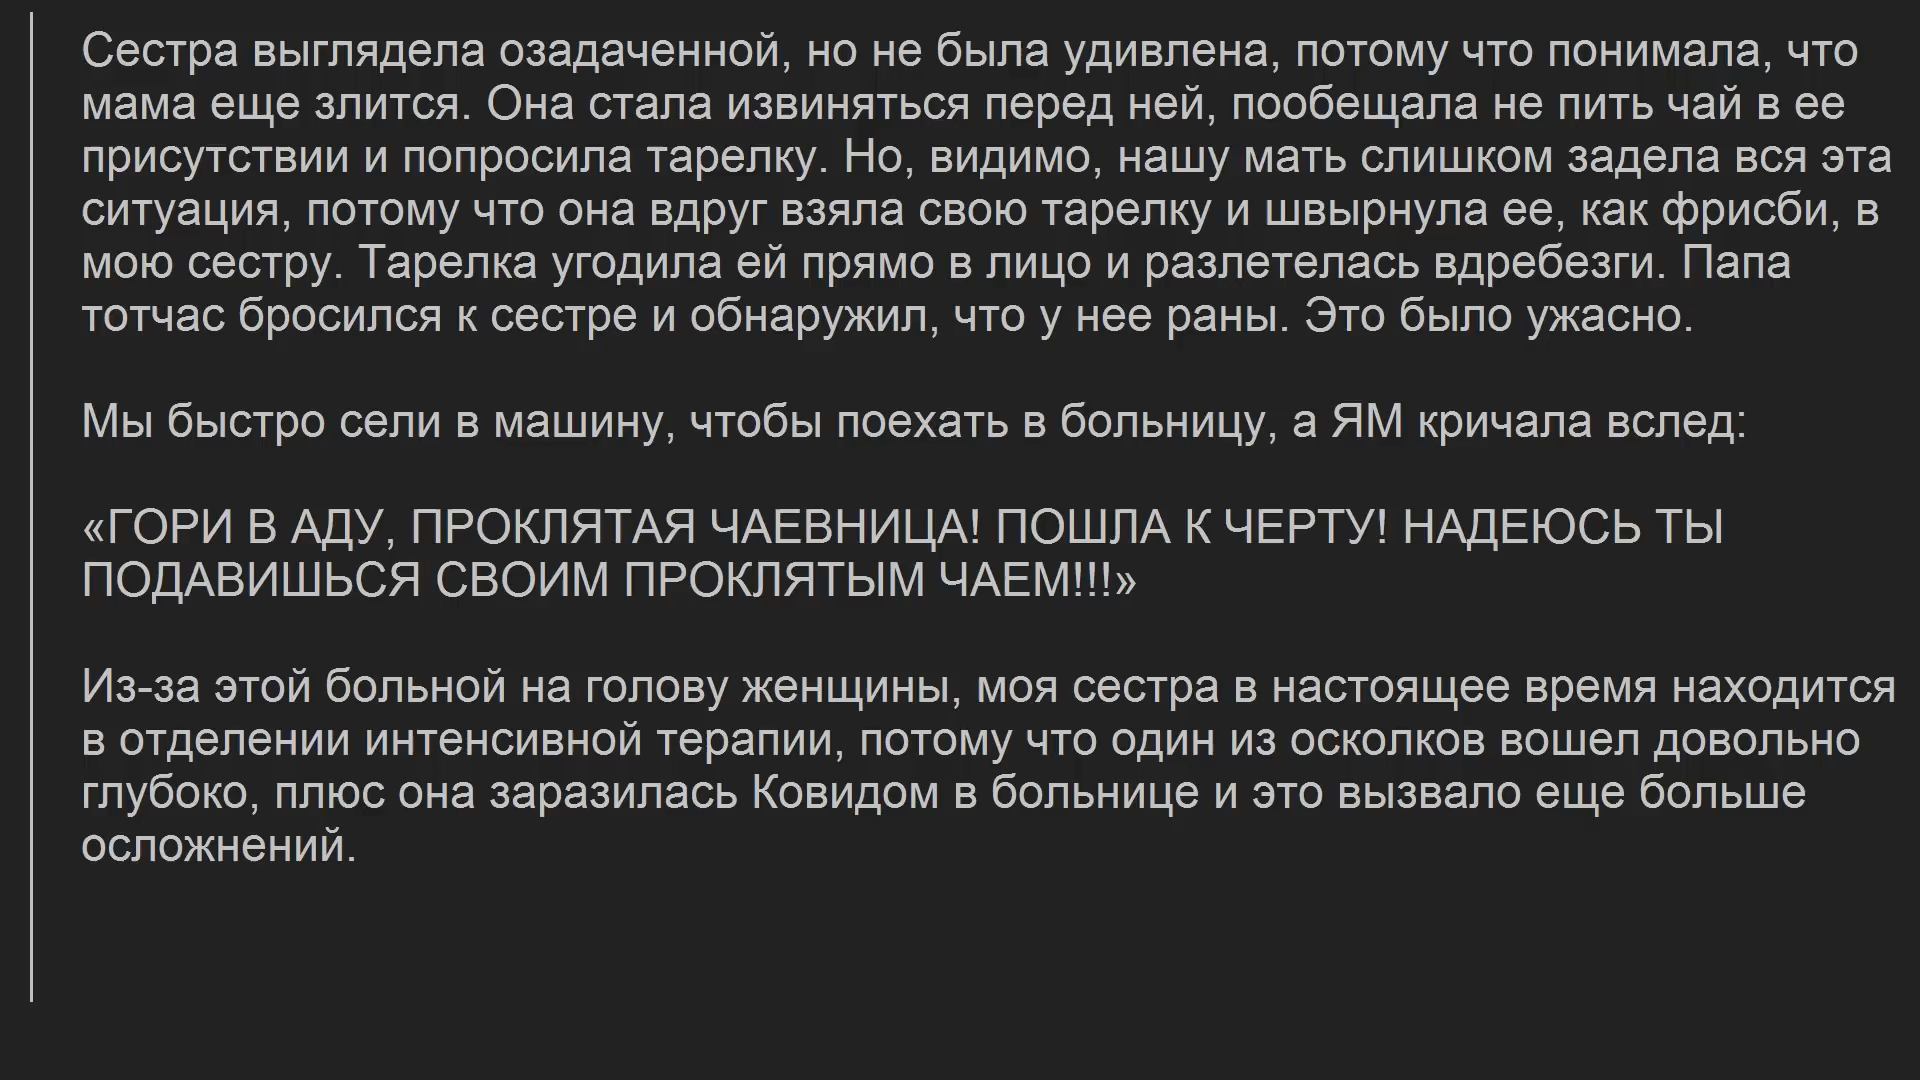 Сестра выглядела озадаченной, но не была удивлена, потому что понимала, что
мама еще злится. Она стала извиняться перед ней, пообещала не пить чай в ее
присутствии и попросила тарелку. Но, видимо, нашу мать слишком задела вся эта
ситуация, потому что она вдруг взяла свою тарелку и швырнула ее, как фрисби, в
мою сестру. Тарелка угодила ей прямо в лицо и разлетелась вдребезги. Папа
тотчас бросился к сестре и обнаружил, что у нее раны. Это было ужасно.
Мы быстро сели в машину, чтобы поехать в больницу, а ЯМ кричала вслед:
«ГОРИ В АДУ, ПРОКЛЯТАЯ ЧАЕВНИЦА! ПОШЛА К ЧЕРТУ! НАДЕЮСЬ ТЫ
ПОДАВИШЬСЯ СВОИМ ПРОКЛЯТЫМ ЧАЕМ!!!»
Из-за этой больной на голову женщины, моя сестра в настоящее время находится
в отделении интенсивной терапии, потому что один из осколков вошел довольно
глубоко, плюс она заразилась Ковидом в больнице и это вызвало еще больше
осложнений.